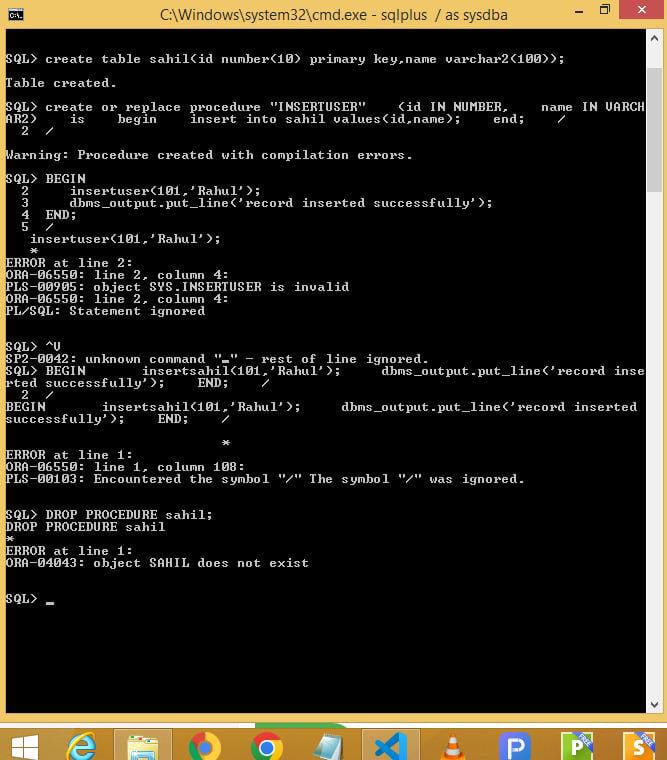 C:\Windows\system32\cmd.exe - sqlplus  / as sysdba
SQL> create table sahil(id number(10) primary key,name varchar2(100));
Table created.
SQL> create or replace procedure "INSERTUSER"    (id IN NUMBER,    name IN VARCH
AR2)    is    begin    insert into sahil values(id,name);    end;    /
  2  /
Warning: Procedure created with compilation errors.
SQL> BEGIN
  2     insertuser(101,'Rahul');
  3     dbms_output.put_line('record inserted successfully');
  4  END;
  5  /
   insertuser(101,'Rahul');
   *
ERROR at line 2:
ORA-06550: line 2, column 4:
PLS-00905: object SYS.INSERTUSER is invalid
ORA-06550: line 2, column 4:
PL/SQL: Statement ignored
SQL> ^V
SP2-0042: unknown command "▬" - rest of line ignored.
SQL> BEGIN       insertsahil(101,'Rahul');     dbms_output.put_line('record inse
rted successfully');    END;    /
  2  /
BEGIN       insertsahil(101,'Rahul');     dbms_output.put_line('record inserted
successfully');    END;    /
                           *
ERROR at line 1:
ORA-06550: line 1, column 108:
PLS-00103: Encountered the symbol "/" The symbol "/" was ignored.
SQL> DROP PROCEDURE sahil;
DROP PROCEDURE sahil
*
ERROR at line 1:
ORA-04043: object SAHIL does not exist
SQL> _